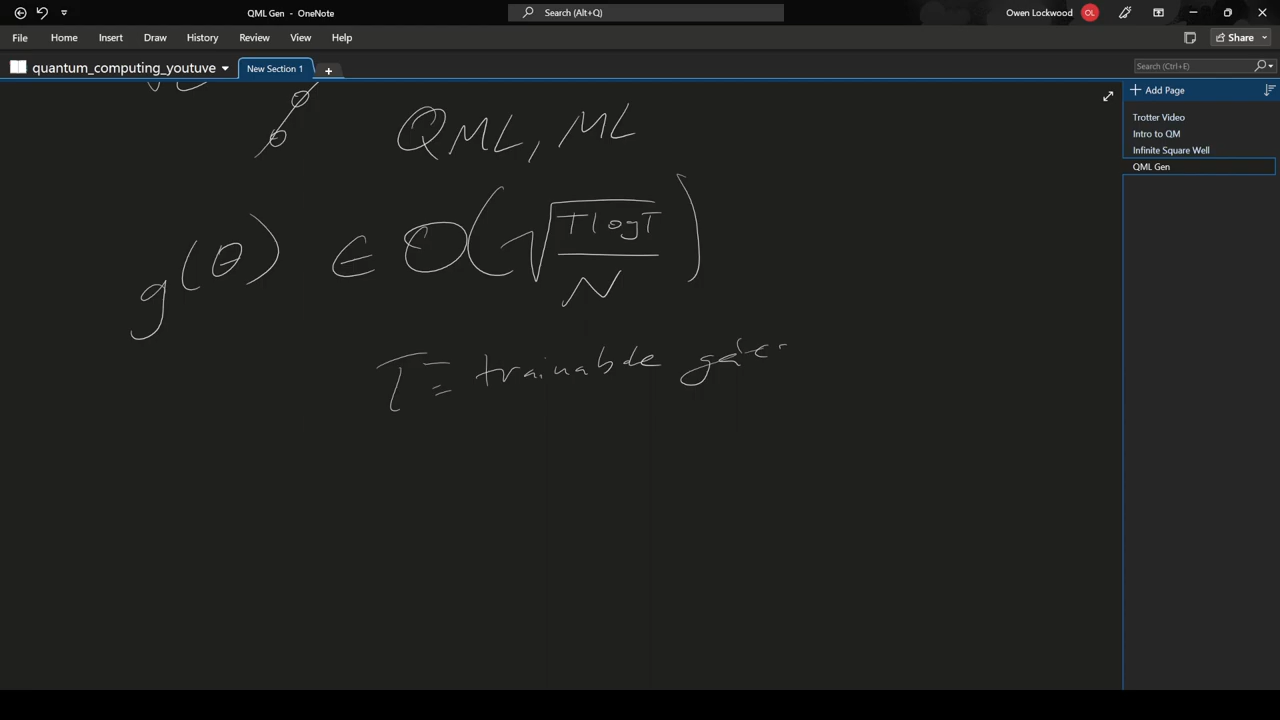 QML Gen - OneNote
Search (Alt+Q)
Owen Lockwood OL
File Home Insert Draw History Review View Help
Share
quantum_computing_youtuve New Section 1 +
Search (Ctrl+E)
Add Page
Trotter Video
Intro to QM
Infinite Square Well
QML Gen
QML, ML
g(θ) ∈ O(√(T log T / N))
T = trainable gates